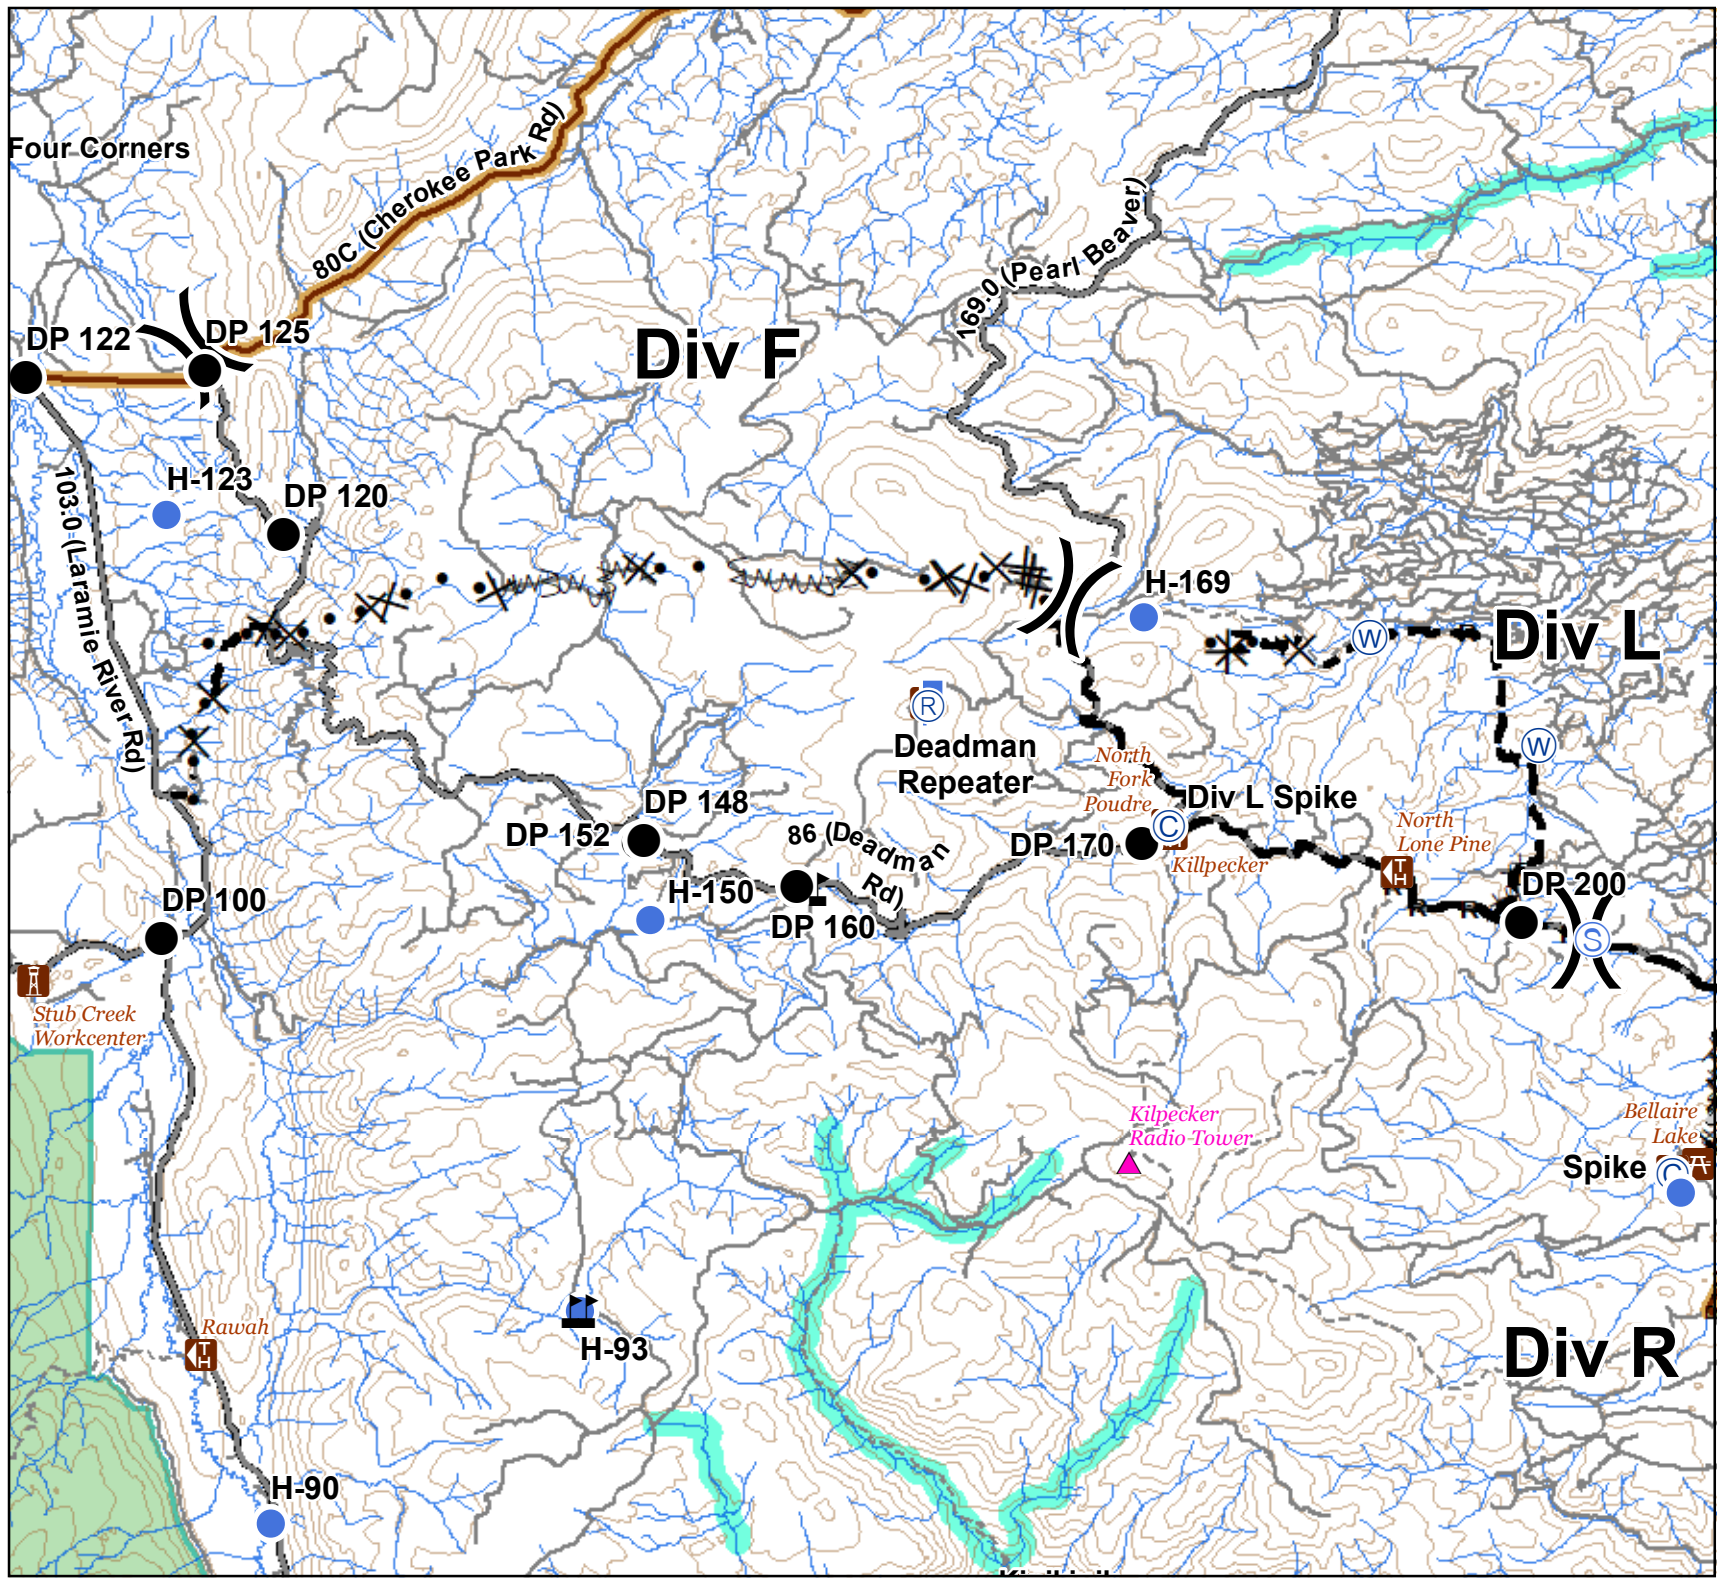 Four Corners
80C (Cherokee Park Rd)
169.0 (Pearl Beaver)
DP 122
DP 125
Div F
H-123
DP 120
103.0 (Laramie River Rd)
H-169
W
Div L
R
Deadman
Repeater
W
North
Fork
Poudre
Div L Spike
C
DP 148
DP 152
86 (Deadman Rd)
DP 170
Killpecker
North
Lone Pine
TH
R
R
R
DP 200
S
H-150
DP 160
DP 100
Stub Creek
Workcenter
Kilpecker
Radio Tower
Bellaire
Lake
Spike
C
Rawah
TH
H-93
Div R
H-90